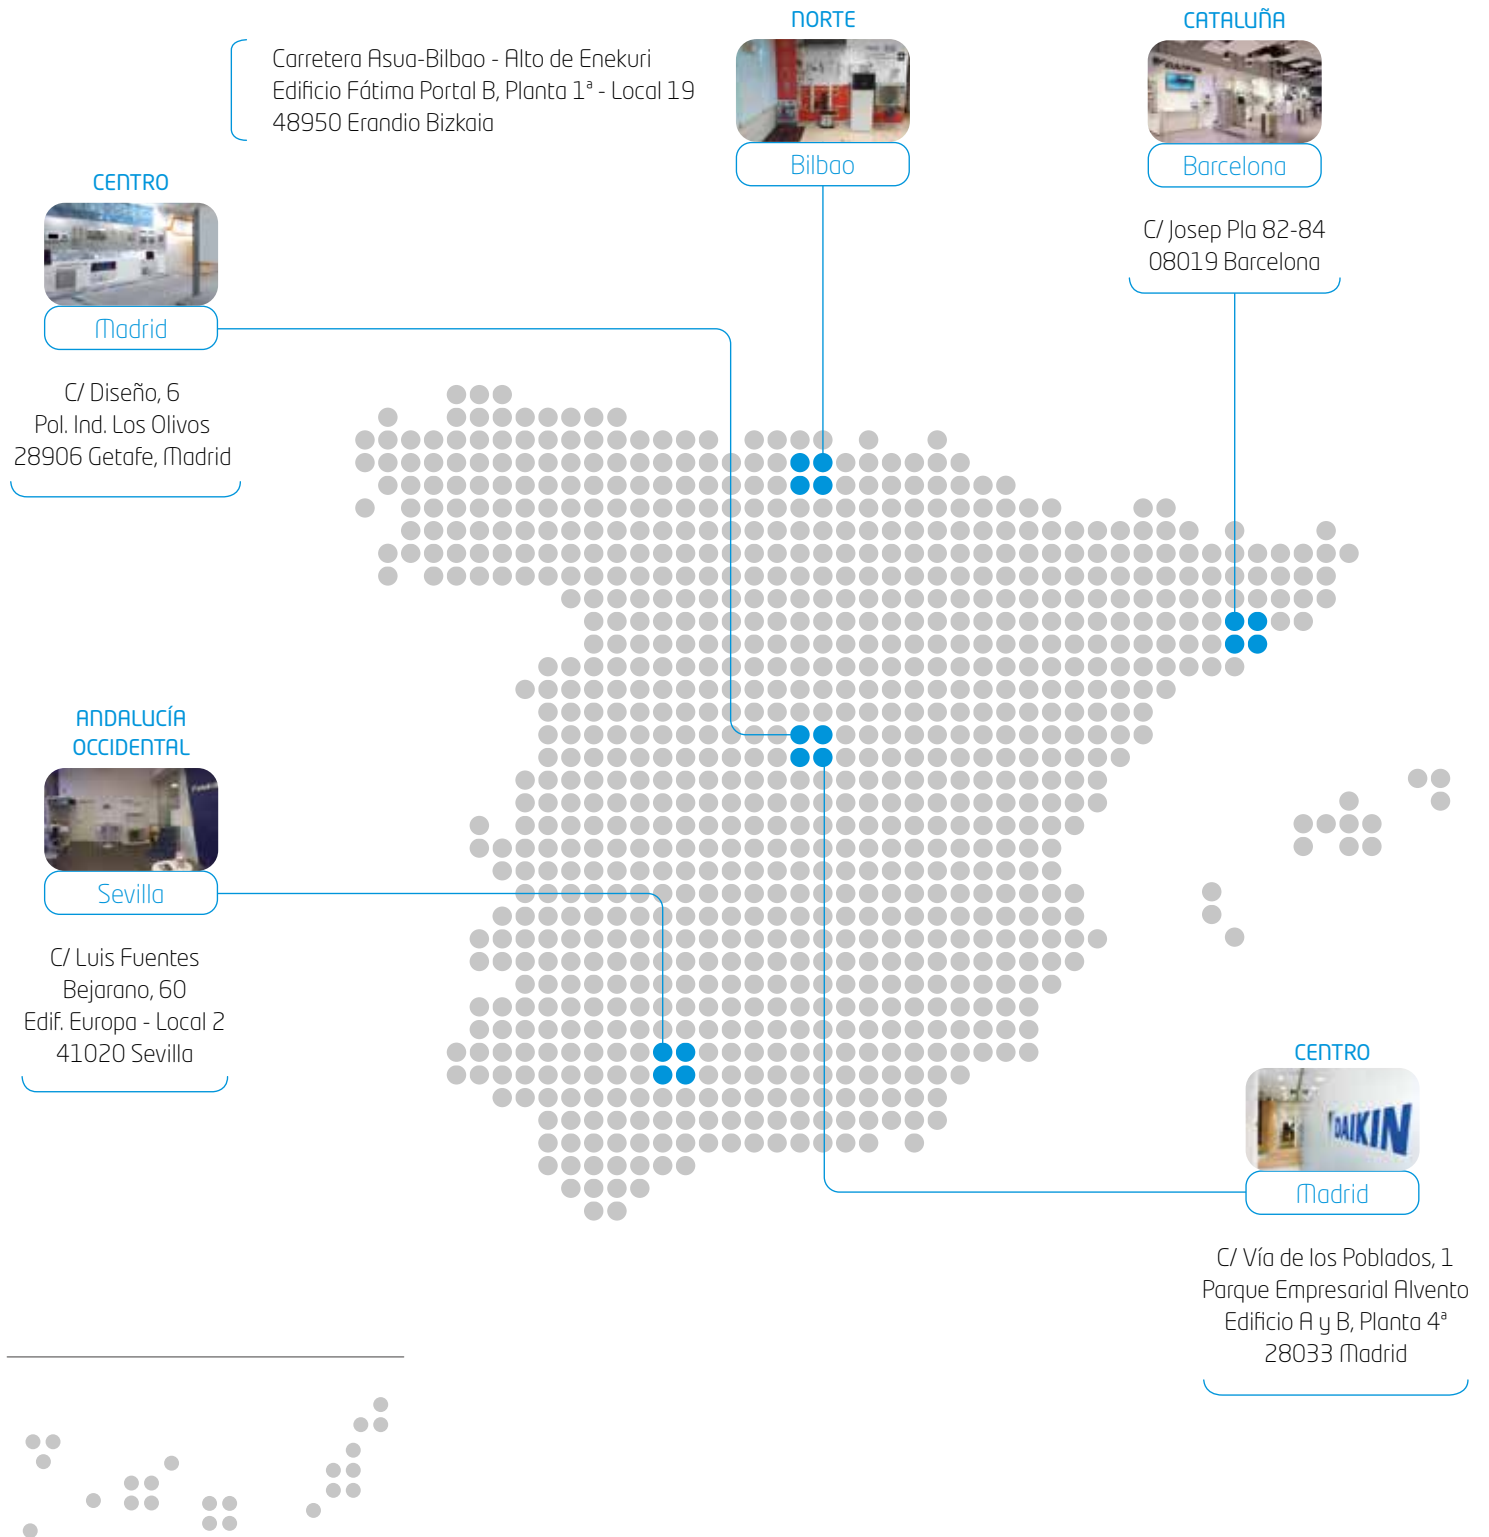 NORTE
Carretera Asua-Bilbao - Alto de Enekuri
Edificio Fátima Portal B, Planta 1ª - Local 19
48950 Erandio Bizkaia
Bilbao
CATALUÑA
Barcelona
C/ Josep Pla 82-84
08019 Barcelona
CENTRO
Madrid
C/ Diseño, 6
Pol. Ind. Los Olivos
28906 Getafe, Madrid
ANDALUCÍA
OCCIDENTAL
Sevilla
C/ Luis Fuentes
Bejarano, 60
Edif. Europa - Local 2
41020 Sevilla
CENTRO
DAIKIN
Madrid
C/ Vía de los Poblados, 1
Parque Empresarial Alvento
Edificio A y B, Planta 4ª
28033 Madrid